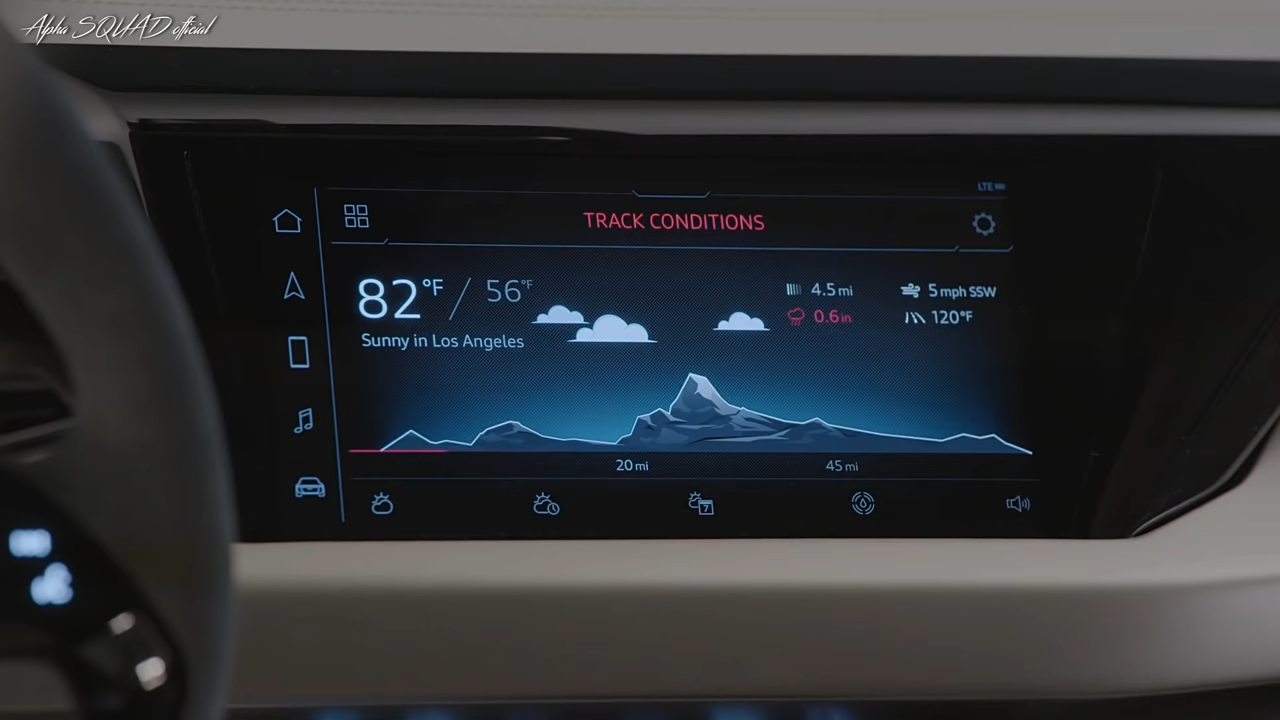 Alpha SQUAD official
LTE
TRACK CONDITIONS
82°F / 56°F
Sunny in Los Angeles
4.5 mi
0.6 in
5 mph SSW
120°F
20 mi
45 mi
7